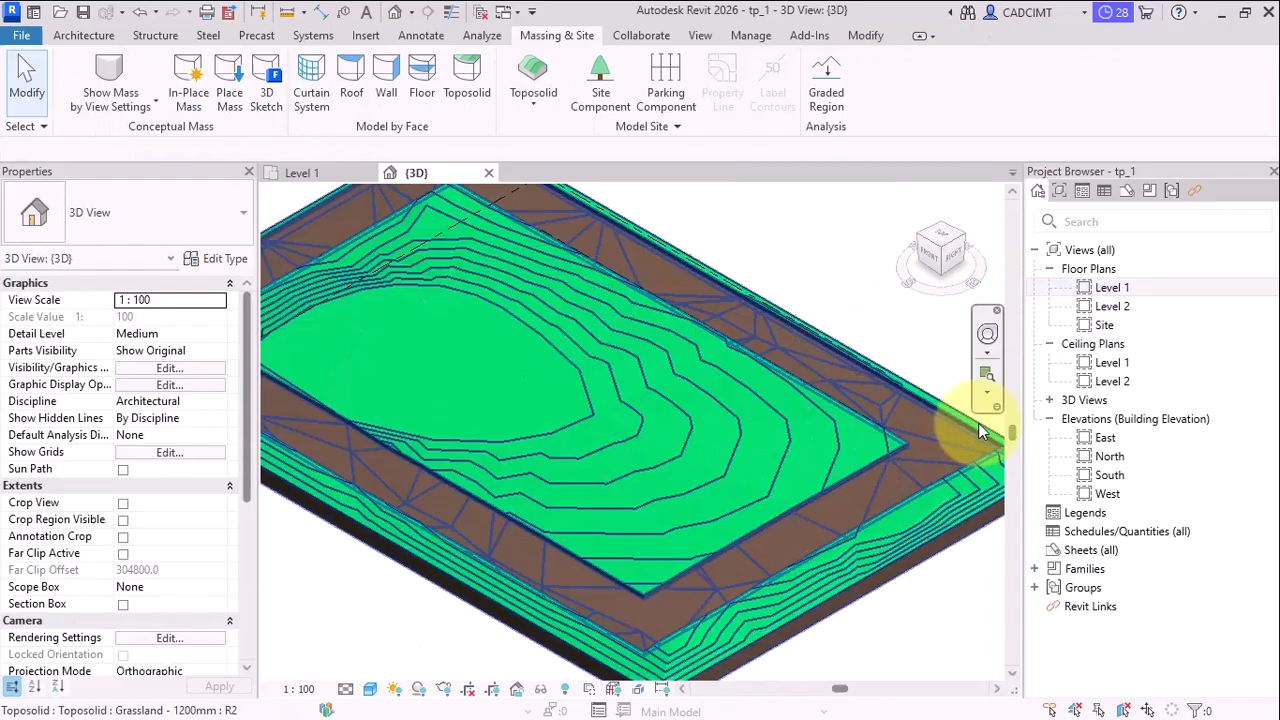 Autodesk Revit 2026 - tp_1 - 3D View: {3D}
CADCIMT
28
File
Architecture
Structure
Steel
Precast
Systems
Insert
Annotate
Analyze
Massing & Site
Collaborate
View
Manage
Add-Ins
Modify
Modify
Show Mass
by View Settings
In-Place
Mass
Place
Mass
3D
Sketch
Curtain
System
Roof
Wall
Floor
Toposolid
Toposolid
Site
Component
Parking
Component
Property
Line
50
Label
Contours
Graded
Region
Select
Conceptual Mass
Model by Face
Model Site
Analysis
Properties
3D View
3D View: {3D}
Edit Type
Graphics
View Scale 1 : 100
Scale Value 1: 100
Detail Level Medium
Parts Visibility Show Original
Visibility/Graphics ... Edit...
Graphic Display Op... Edit...
Discipline Architectural
Show Hidden Lines By Discipline
Default Analysis Di... None
Show Grids Edit...
Sun Path
Extents
Crop View
Crop Region Visible
Annotation Crop
Far Clip Active
Far Clip Offset 304800.0
Scope Box None
Section Box
Camera
Rendering Settings Edit...
Locked Orientation
Projection Mode Orthographic
Apply
Level 1
{3D}
TOP
FRONT
RIGHT
1 : 100
Project Browser - tp_1
Search
Views (all)
Floor Plans
Level 1
Level 2
Site
Ceiling Plans
Level 1
Level 2
3D Views
Elevations (Building Elevation)
East
North
South
West
Legends
Schedules/Quantities (all)
Sheets (all)
Families
Groups
Revit Links
Toposolid : Toposolid : Grassland - 1200mm : R2
:0
Main Model
:0